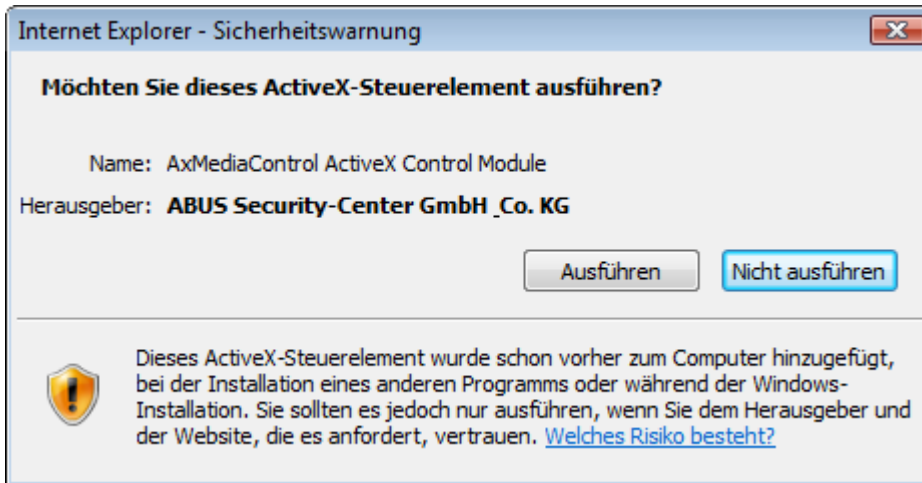 Internet Explorer - Sicherheitswarnung
Möchten Sie dieses ActiveX-Steuerelement ausführen?
Name: AxMediaControl ActiveX Control Module
Herausgeber: ABUS Security-Center GmbH _Co. KG
Ausführen Nicht ausführen
Dieses ActiveX-Steuerelement wurde schon vorher zum Computer hinzugefügt,
bei der Installation eines anderen Programms oder während der Windows-
Installation. Sie sollten es jedoch nur ausführen, wenn Sie dem Herausgeber und
der Website, die es anfordert, vertrauen. Welches Risiko besteht?